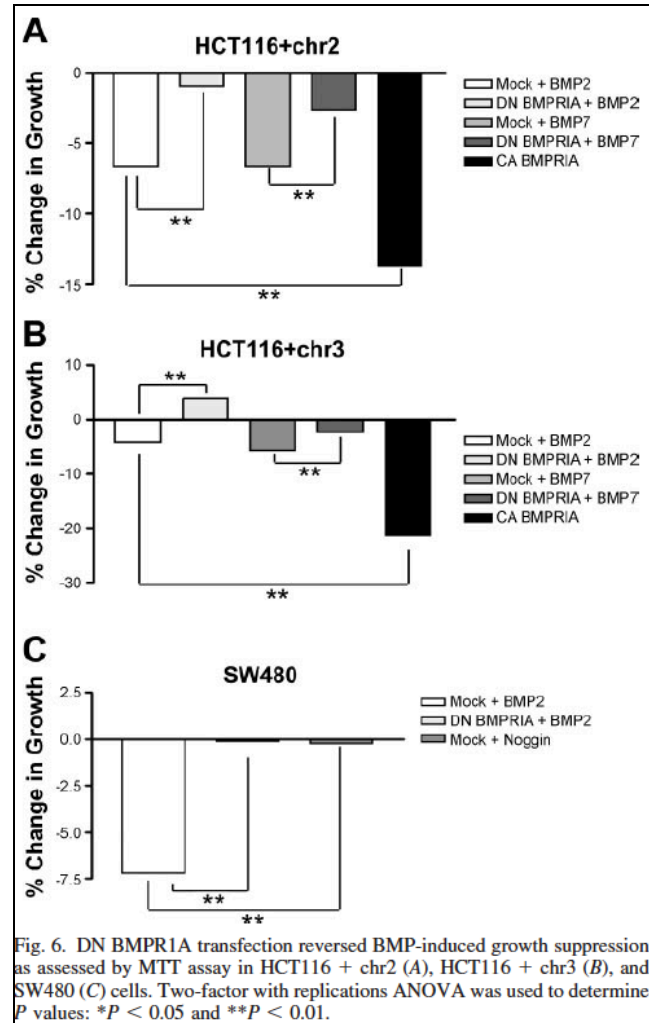 A
HCT116+chr2
% Change in Growth
0
-5
-10
-15
**
**
**
Mock + BMP2
DN BMPRIA + BMP2
Mock + BMP7
DN BMPRIA + BMP7
CA BMPRIA
B
HCT116+chr3
% Change in Growth
10
0
-10
-20
-30
**
**
**
Mock + BMP2
DN BMPRIA + BMP2
Mock + BMP7
DN BMPRIA + BMP7
CA BMPRIA
C
SW480
% Change in Growth
2.5
0.0
-2.5
-5.0
-7.5
**
**
Mock + BMP2
DN BMPRIA + BMP2
Mock + Noggin
Fig. 6. DN BMPR1A transfection reversed BMP-induced growth suppression
as assessed by MTT assay in HCT116 + chr2 (A), HCT116 + chr3 (B), and
SW480 (C) cells. Two-factor with replications ANOVA was used to determine
P values: *P < 0.05 and **P < 0.01.